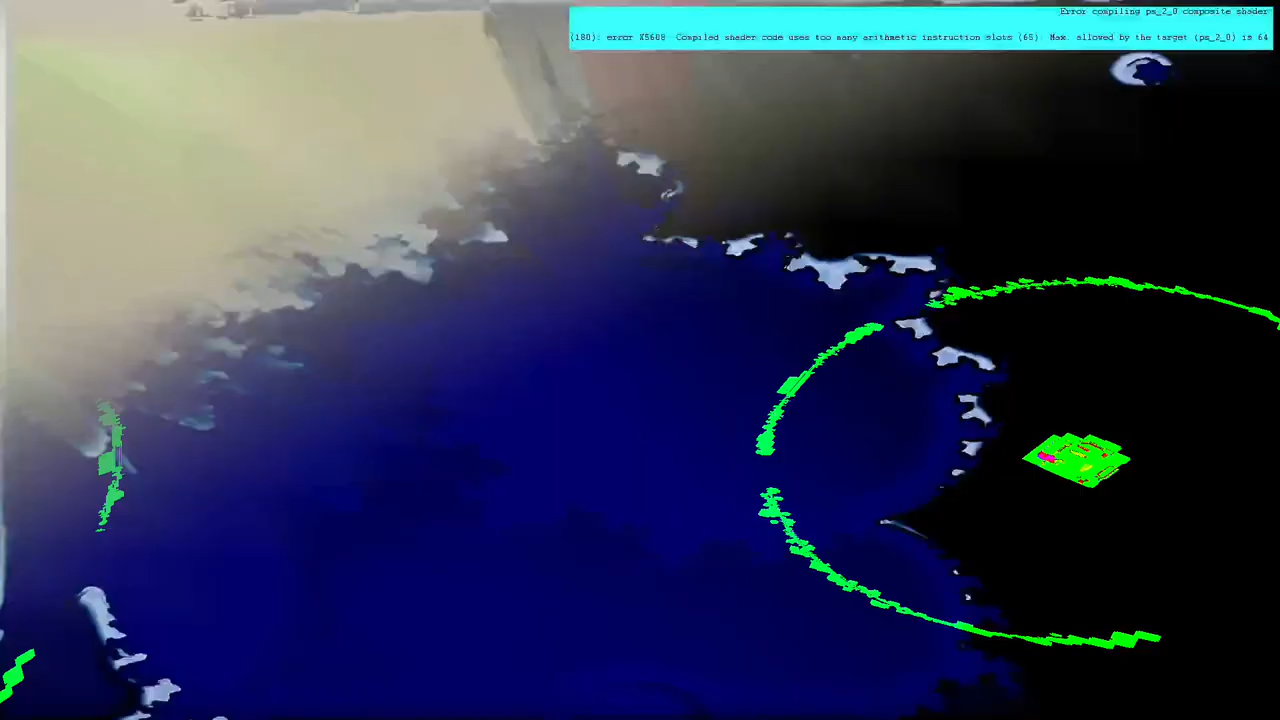 Error compiling ps_2_0 composite shader
(180): error X5608: Compiled shader code uses too many arithmetic instruction slots (65). Max. allowed by the target (ps_2_0) is 64